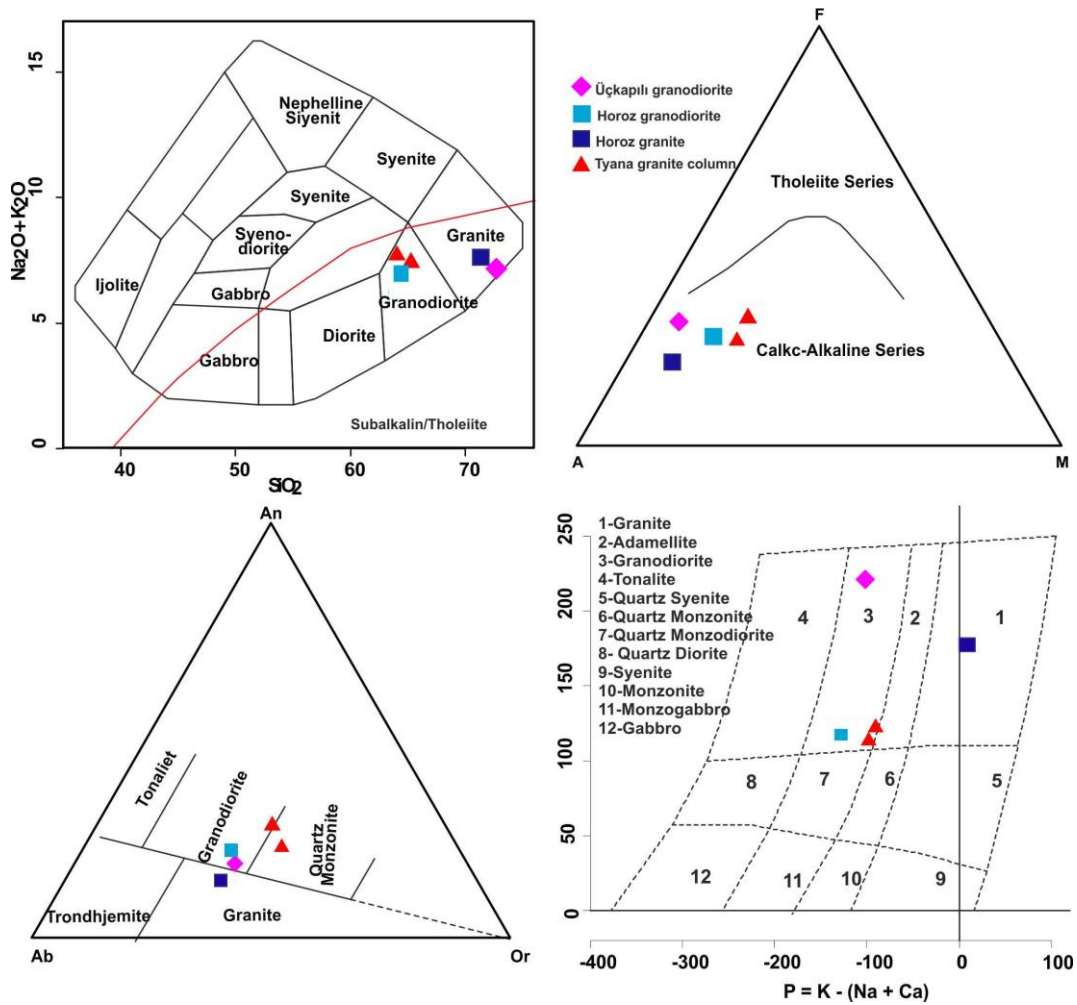 15
10
5
0
Na2O+K2O
Nephelline
Siyenit
Syenite
Syenite
Syeno-
diorite
Ijolite
Gabbro
Granite
Granodiorite
Diorite
Gabbro
Subalkalin/Tholeiite
40
50
60
70
SiO2
F
Üçkapılı granodiorite
Horoz granodiorite
Horoz granite
Tyana granite column
Tholeiite Series
Calkc-Alkaline Series
A
M
An
Tonaliet
Granodiorite
Quartz
Monzonite
Trondhjemite
Granite
Ab
Or
250
200
150
100
50
0
1-Granite
2-Adamellite
3-Granodiorite
4-Tonalite
5-Quartz Syenite
6-Quartz Monzonite
7-Quartz Monzodiorite
8- Quartz Diorite
9-Syenite
10-Monzonite
11-Monzogabbro
12-Gabbro
4
3
2
1
8
7
6
5
12
11
10
9
-400
-300
-200
-100
0
100
P = K - (Na + Ca)